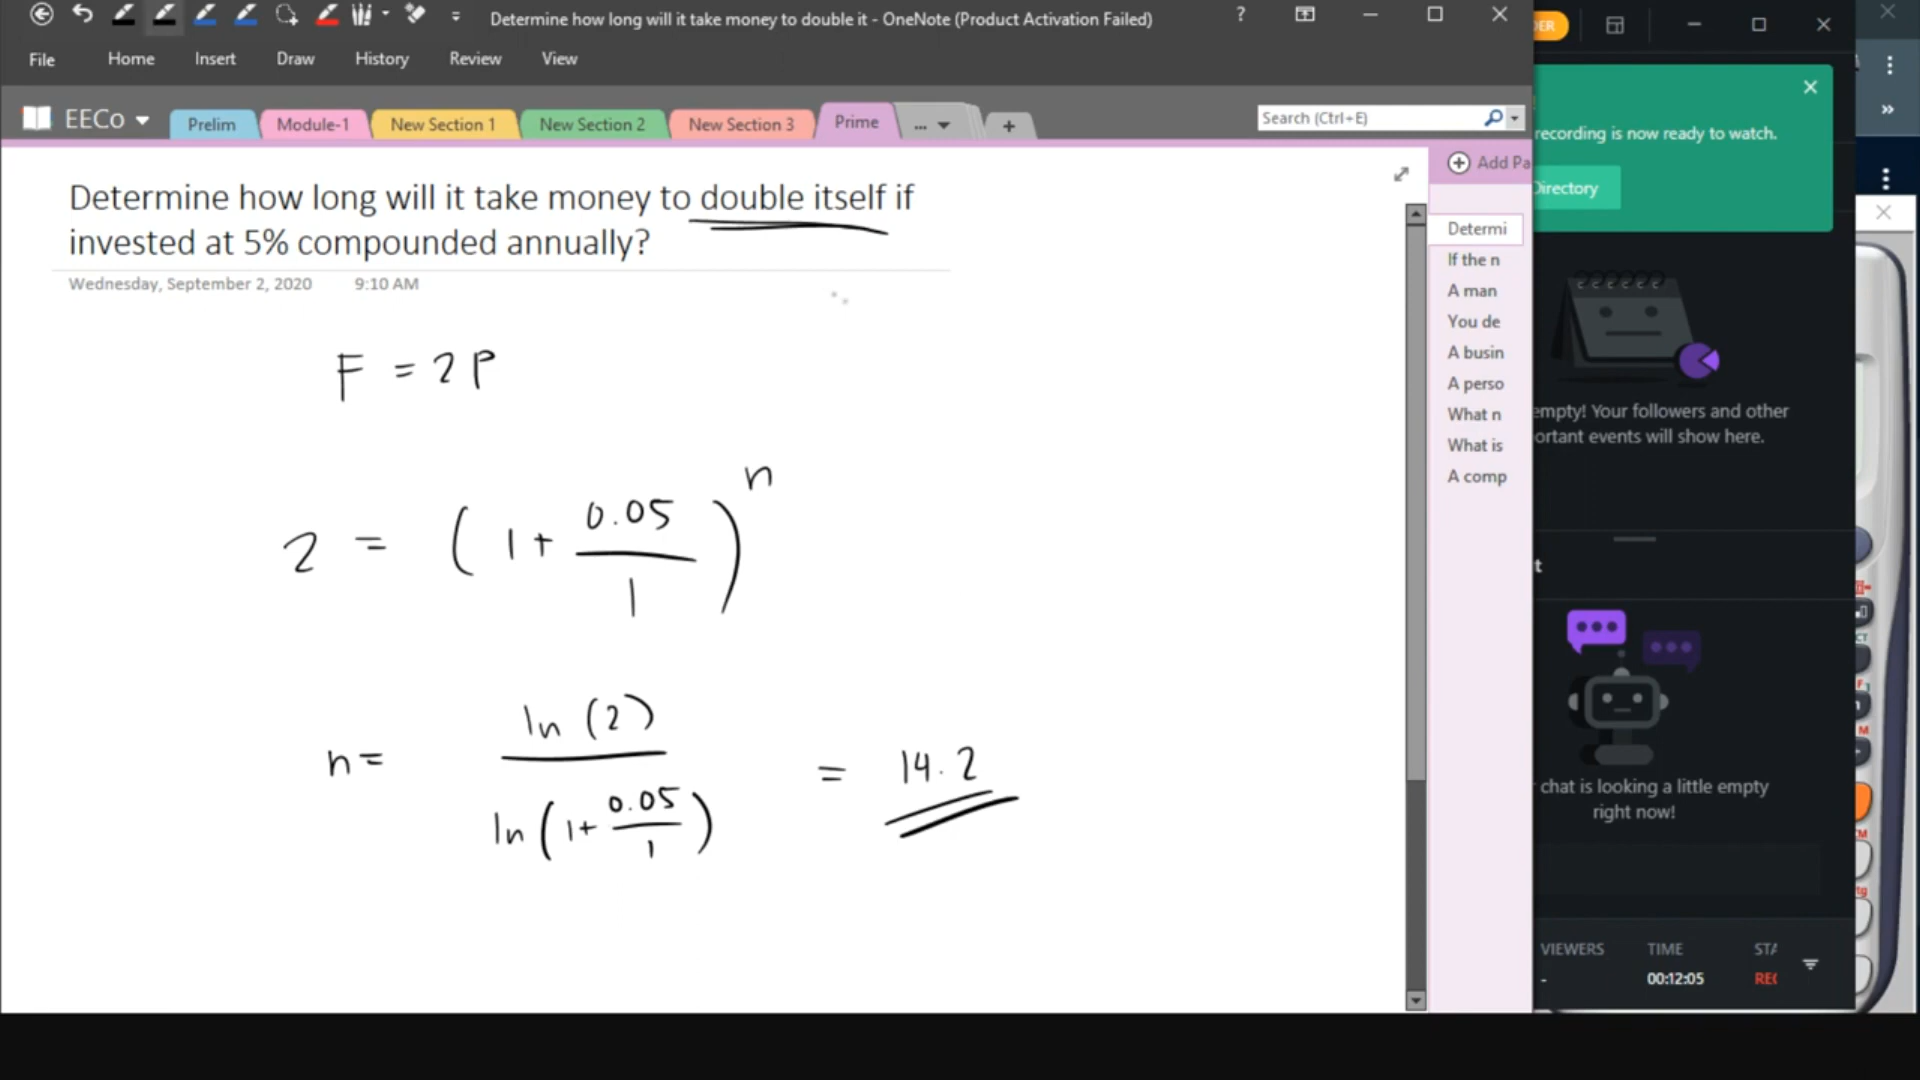 Determine how long will it take money to double it - OneNote (Product Activation Failed)
?
File Home Insert Draw History Review View
EECo Prelim Module-1 New Section 1 New Section 2 New Section 3 Prime ... +
Search (Ctrl+E)
Add Pa
Determine how long will it take money to double itself if
invested at 5% compounded annually?
Wednesday, September 2, 2020 9:10 AM
F = 2P
2 = (1 + 0.05/1)^n
n = ln (2) / ln (1 + 0.05/1) = 14.2
Determi
If the n
A man
You de
A busin
A perso
What n
What is
A comp
DER
recording is now ready to watch.
Directory
empty! Your followers and other
ortant events will show here.
t
chat is looking a little empty
right now!
VIEWERS TIME STA
- 00:12:05 REC